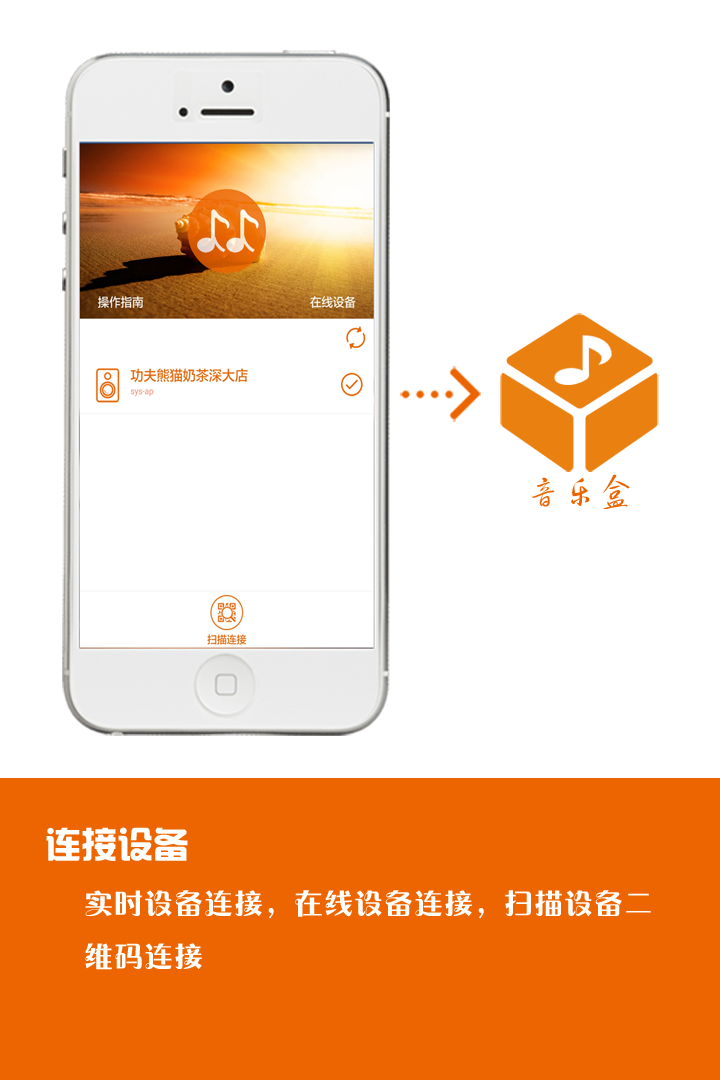 操作指南
在线设备
功夫熊猫奶茶深大店
sys-ap
扫描连接
音乐盒
连接设备
实时设备连接，在线设备连接，扫描设备二
维码连接